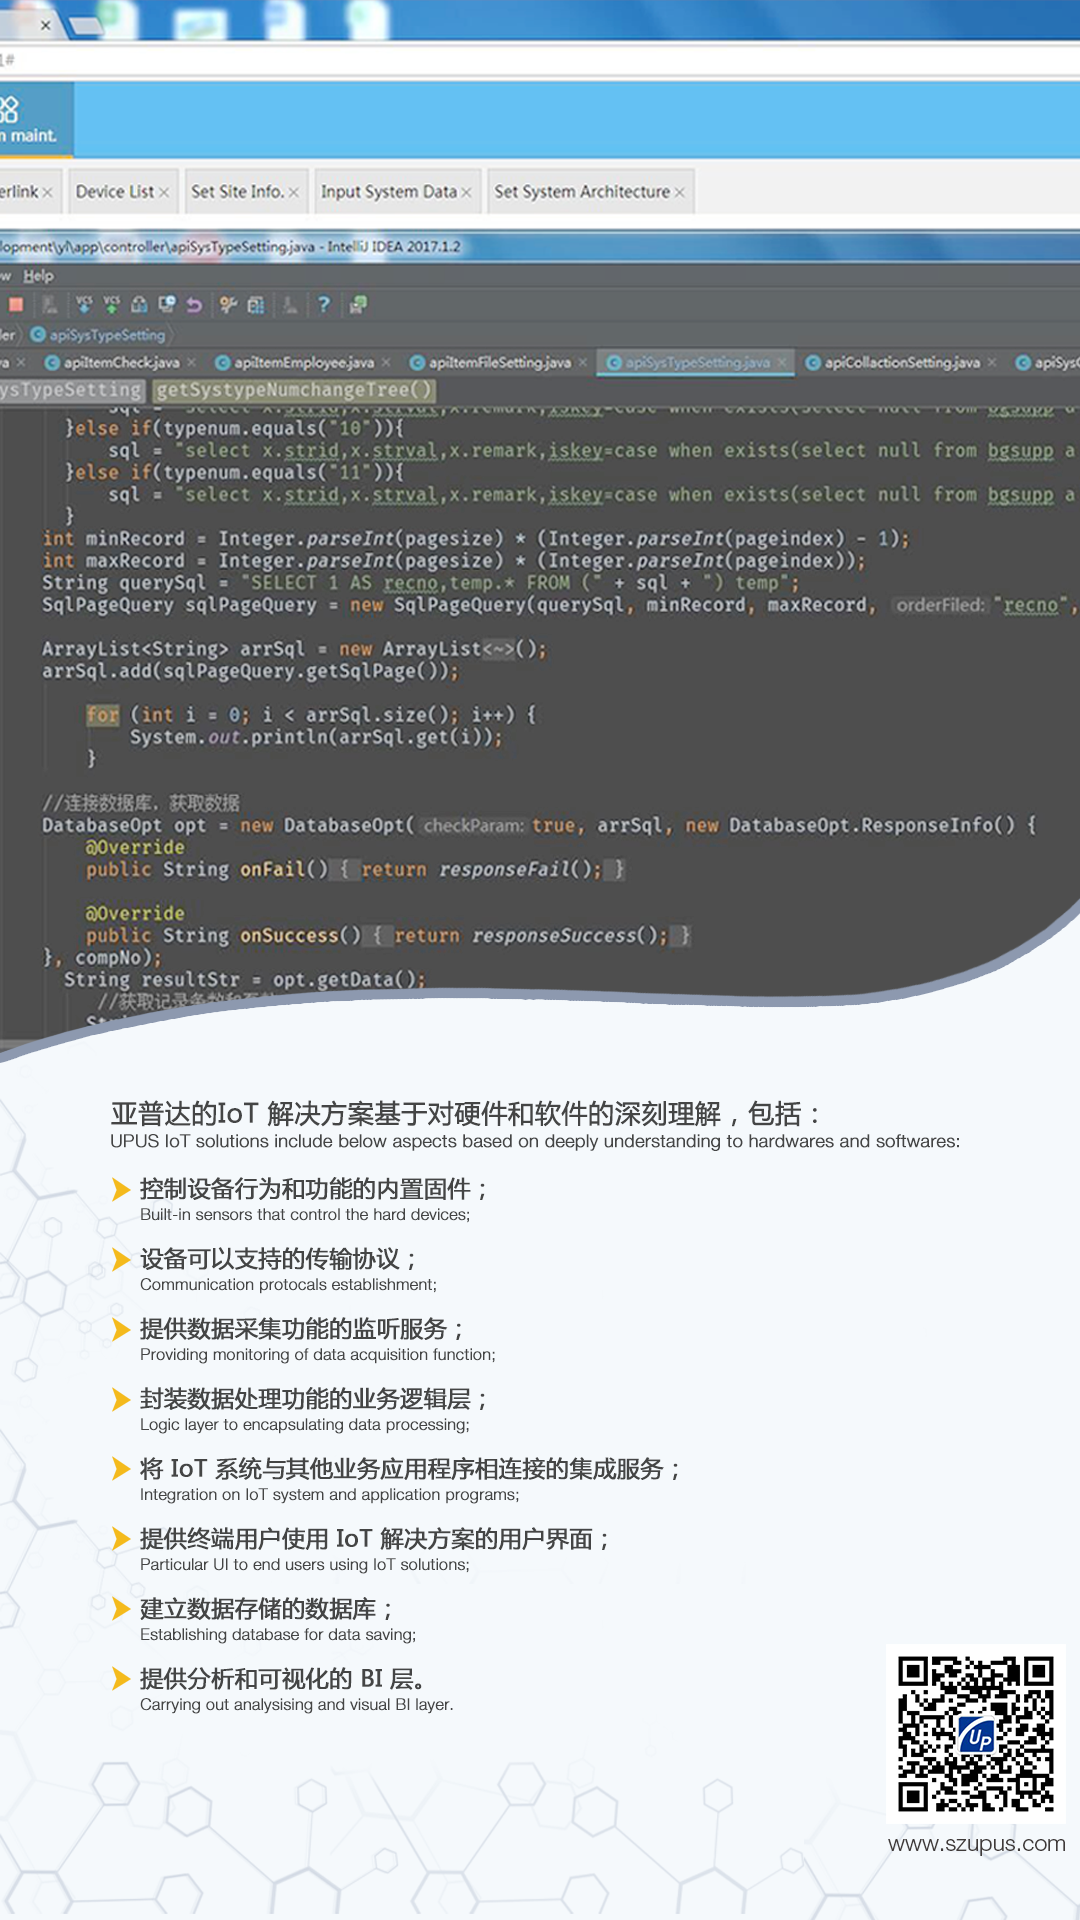 1#
maint.
erlink × Device List × Set Site Info. × Input System Data × Set System Architecture ×
lopment\yl\app\controller\apiSysTypeSetting.java - IntelliJ IDEA 2017.1.2
Help
apiSysTypeSetting
apiItemCheck.java × apiItemEmployee.java × apiItemFileSetting.java × apiSysTypeSetting.java × apiCollactionSetting.java × apiSys
ysTypeSetting getSystypeNumchangeTree()
sql = "select x.strid,x.strval,x.remark,iskey=case when exists(select null from bgsupp a
}else if(typenum.equals("10")){
sql = "select x.strid,x.strval,x.remark,iskey=case when exists(select null from bgsupp a
}else if(typenum.equals("11")){
sql = "select x.strid,x.strval,x.remark,iskey=case when exists(select null from bgsupp a
}
int minRecord = Integer.parseInt(pagesize) * (Integer.parseInt(pageindex) - 1);
int maxRecord = Integer.parseInt(pagesize) * (Integer.parseInt(pageindex));
String querySql = "SELECT 1 AS recno,temp.* FROM (" + sql + ") temp";
SqlPageQuery sqlPageQuery = new SqlPageQuery(querySql, minRecord, maxRecord, orderFiled: "recno",
ArrayList<String> arrSql = new ArrayList<~>();
arrSql.add(sqlPageQuery.getSqlPage());
for (int i = 0; i < arrSql.size(); i++) {
System.out.println(arrSql.get(i));
}
//连接数据库，获取数据
DatabaseOpt opt = new DatabaseOpt( checkParam: true, arrSql, new DatabaseOpt.ResponseInfo() {
@Override
public String onFail() { return responseFail(); }
@Override
public String onSuccess() { return responseSuccess(); }
}, compNo);
String resultStr = opt.getData();
//获取记录
亚普达的IoT 解决方案基于对硬件和软件的深刻理解，包括：
UPUS IoT solutions include below aspects based on deeply understanding to hardwares and softwares:
控制设备行为和功能的内置固件；
Built-in sensors that control the hard devices;
设备可以支持的传输协议；
Communication protocals establishment;
提供数据采集功能的监听服务；
Providing monitoring of data acquisition function;
封装数据处理功能的业务逻辑层；
Logic layer to encapsulating data processing;
将 IoT 系统与其他业务应用程序相连接的集成服务；
Integration on IoT system and application programs;
提供终端用户使用 IoT 解决方案的用户界面；
Particular UI to end users using IoT solutions;
建立数据存储的数据库；
Establishing database for data saving;
提供分析和可视化的 BI 层。
Carrying out analysising and visual BI layer.
Up
www.szupus.com